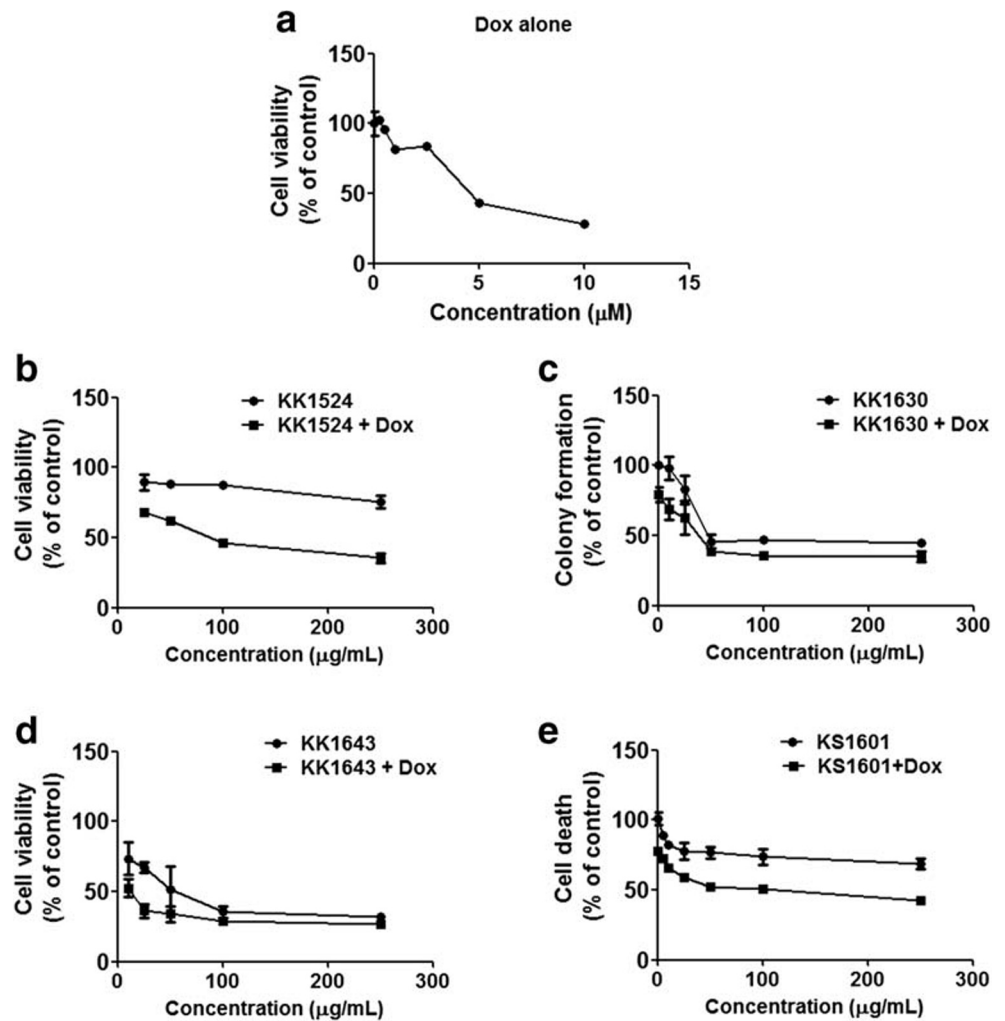 a
Dox alone
150
100
50
0
Cell viability
(% of control)
0
5
10
15
Concentration (μM)
b
KK1524
KK1524 + Dox
150
100
50
0
Cell viability
(% of control)
0
100
200
300
Concentration (μg/mL)
c
KK1630
KK1630 + Dox
150
100
50
0
Colony formation
(% of control)
0
100
200
300
Concentration (μg/mL)
d
KK1643
KK1643 + Dox
150
100
50
0
Cell viability
(% of control)
0
100
200
300
Concentration (μg/mL)
e
KS1601
KS1601+Dox
150
100
50
0
Cell death
(% of control)
0
100
200
300
Concentration (μg/mL)